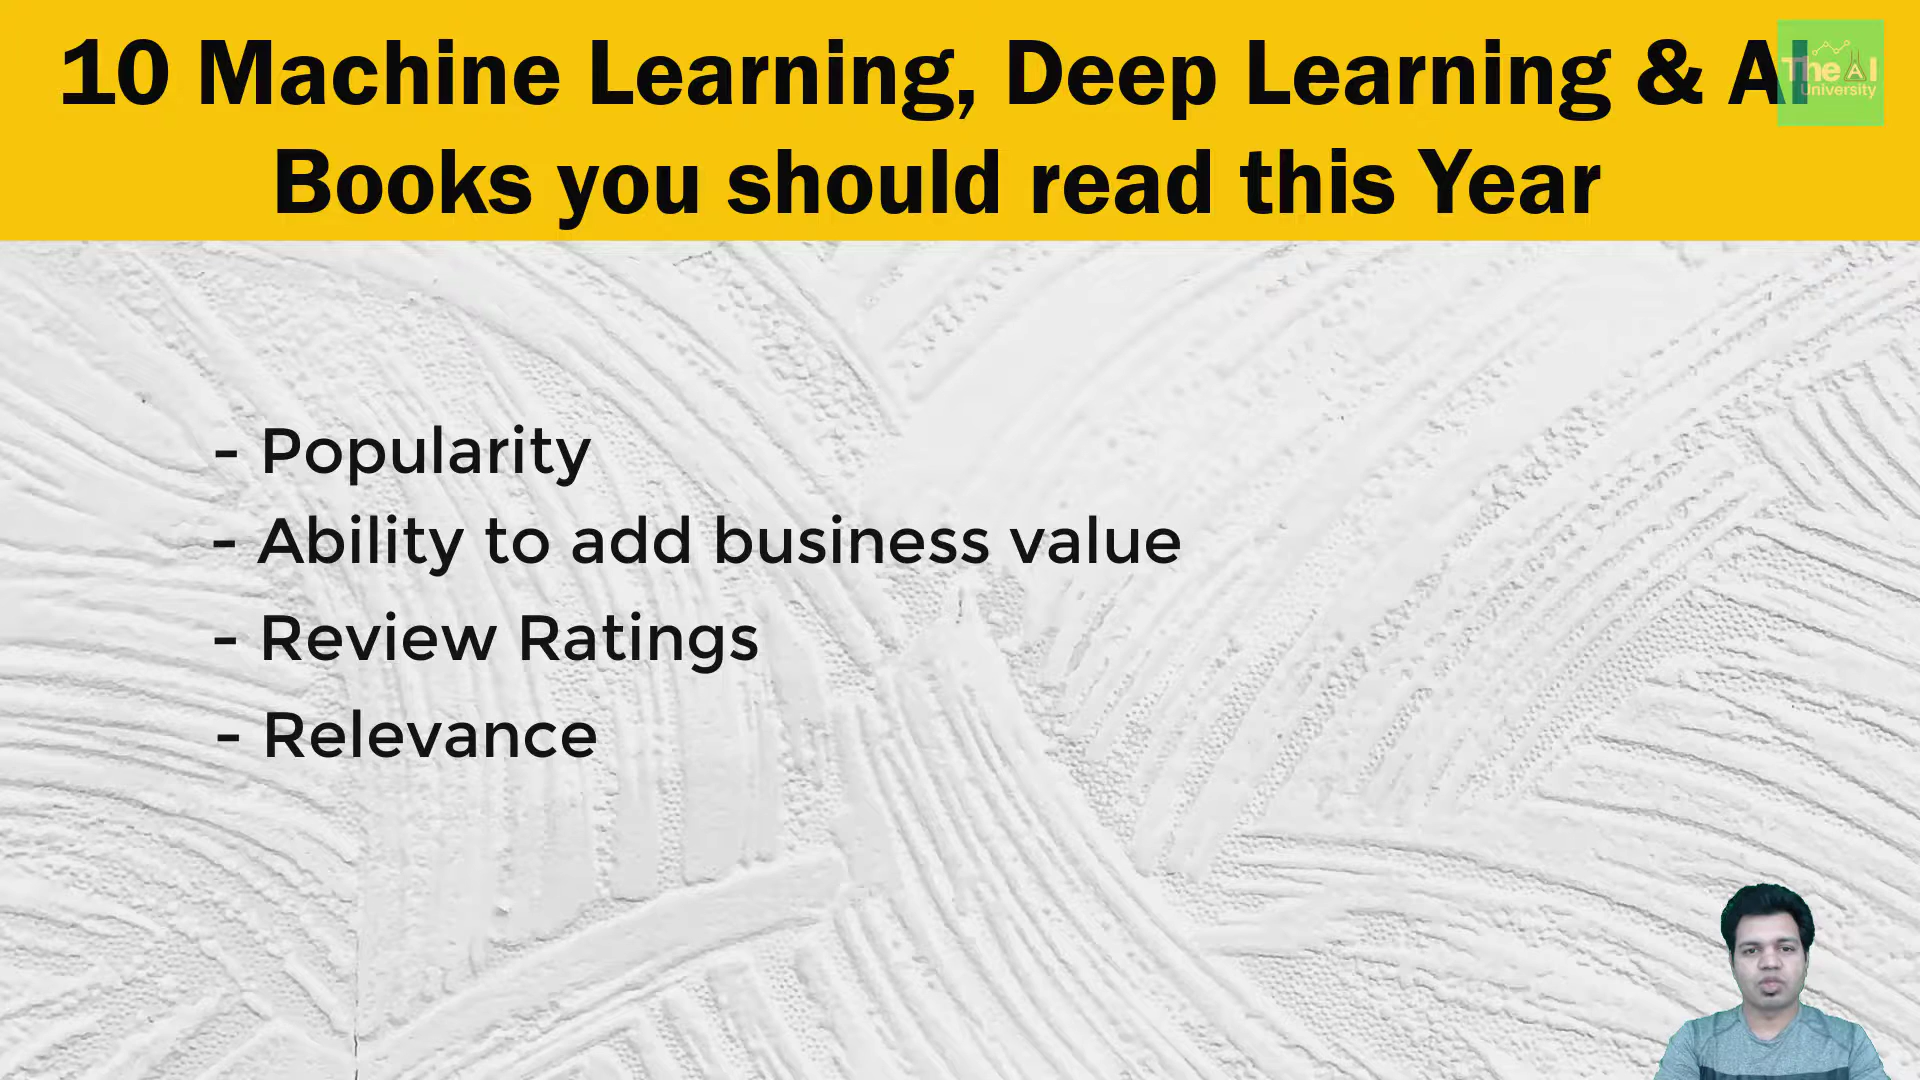 10 Machine Learning, Deep Learning & AI
Books you should read this Year
The AI
University
- Popularity
- Ability to add business value
- Review Ratings
- Relevance